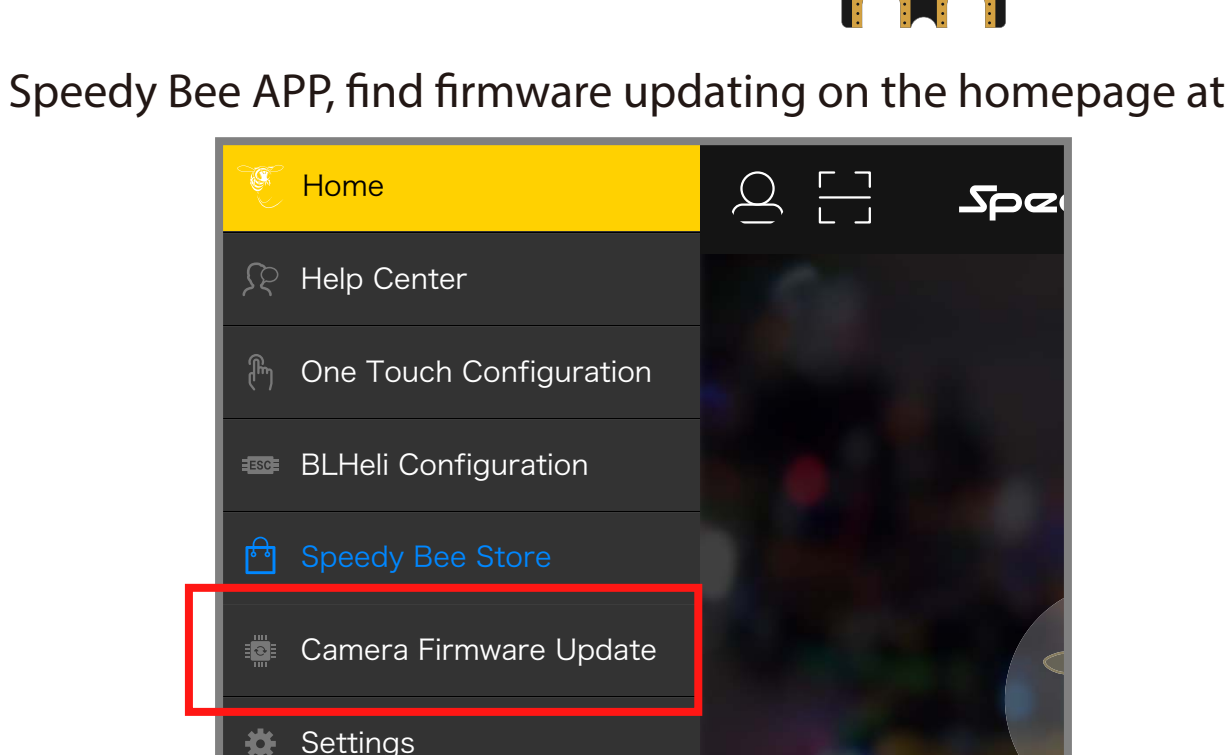 Speedy Bee APP, find firmware updating on the homepage at
Home
Help Center
One Touch Configuration
ESC
BLHeli Configuration
Speedy Bee Store
Camera Firmware Update
Settings